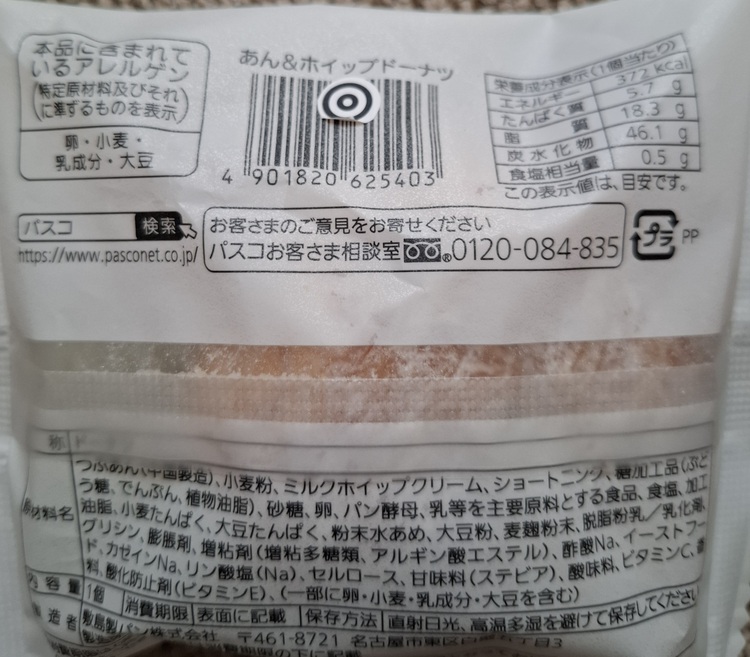 本品に含まれて
いるアレルゲン
(特定原材料及びそれ
に準ずるものを表示)
卵・小麦・
乳成分・大豆
あん&ホイップドーナツ
4 901820 625403
栄養成分表示(1個当たり)
エネルギー 372 kcal
たんぱく質 5.7 g
脂質 18.3 g
炭水化物 46.1 g
食塩相当量 0.5 g
この表示値は、目安です。
パスコ 検索
https://www.pasconet.co.jp/
お客さまのご意見をお寄せください
パスコお客さま相談室 ®0120-084-835
プラ PP
称
原材料名 つぶあん(中国製造)、小麦粉、ミルクホイップクリーム、ショートニング、糖加工品(ぶど
う糖、でんぷん、植物油脂)、砂糖、卵、パン酵母、乳等を主要原料とする食品、食塩、加工
油脂、小麦たんぱく、大豆たんぱく、粉末水あめ、大豆粉、麦麹粉末、脱脂粉乳/乳化剤、
グリシン、膨脹剤、増粘剤(増粘多糖類、アルギン酸エステル)、酢酸Na、イーストフー
ド、カゼインNa、リン酸塩(Na)、セルロース、甘味料(ステビア)、酸味料、ビタミンC、香
料、酸化防止剤(ビタミンE)、(一部に卵・小麦・乳成分・大豆を含む)
内容量 1個 消費期限 表面に記載 保存方法 直射日光、高温多湿を避けて保存してください
造者 敷島製パン株式会社 〒461-8721 名古屋市東区白壁五丁目3